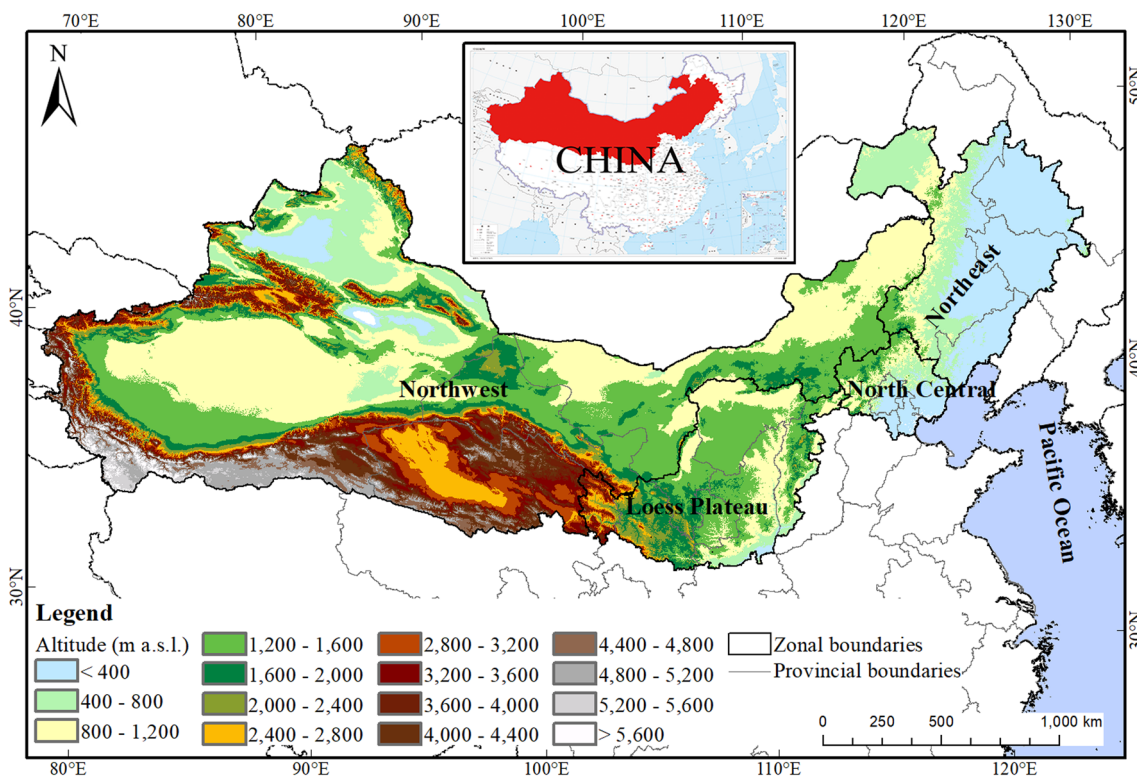 70°E 80°E 90°E 100°E 110°E 120°E 130°E
N
CHINA
50°N
40°N
40°N
Northeast
Northwest
North Central
Loess Plateau
Pacific Ocean
30°N
30°N
Legend
Altitude (m a.s.l.)
< 400
400 - 800
800 - 1,200
1,200 - 1,600
1,600 - 2,000
2,000 - 2,400
2,400 - 2,800
2,800 - 3,200
3,200 - 3,600
3,600 - 4,000
4,000 - 4,400
4,400 - 4,800
4,800 - 5,200
5,200 - 5,600
> 5,600
Zonal boundaries
Provincial boundaries
0 250 500 1,000 km
80°E 90°E 100°E 110°E 120°E